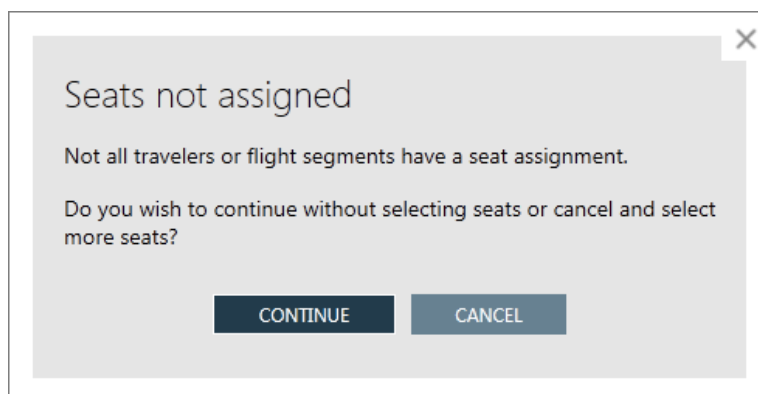 Seats not assigned
Not all travelers or flight segments have a seat assignment.
Do you wish to continue without selecting seats or cancel and select
more seats?
CONTINUE CANCEL